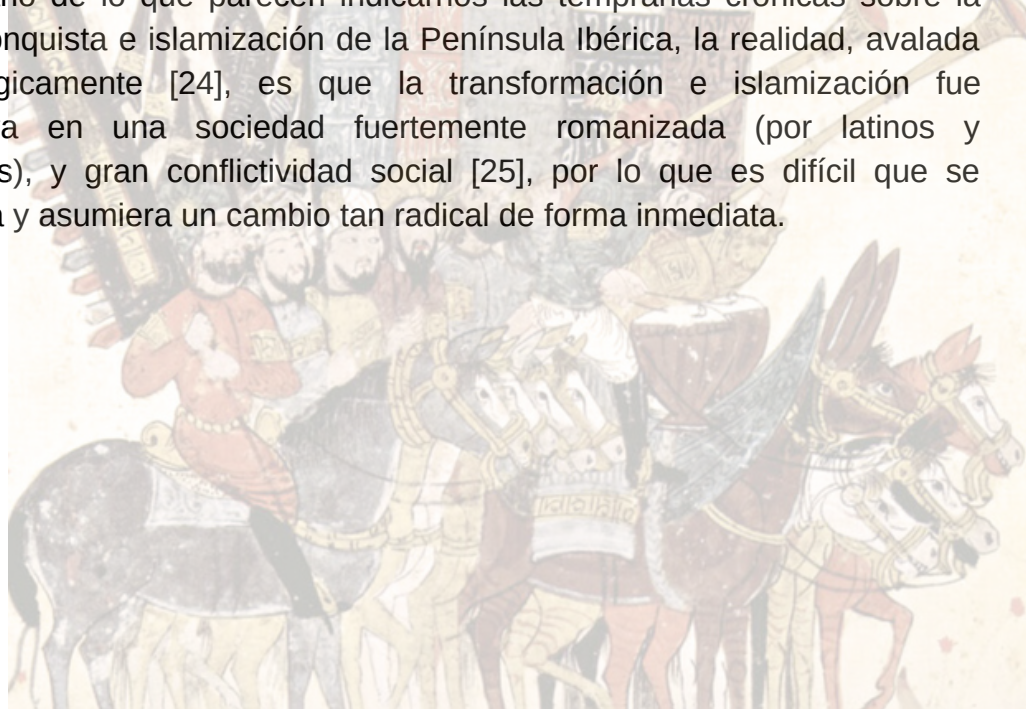 de lo que parecen indicarnos las tempranas crónicas sobre la
nquista e islamización de la Península Ibérica, la realidad, avalada
gicamente [24], es que la transformación e islamización fue
a en una sociedad fuertemente romanizada (por latinos y
s), y gran conflictividad social [25], por lo que es difícil que se
a y asumiera un cambio tan radical de forma inmediata.